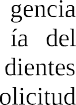 gencia
ía del
dientes
olicitud